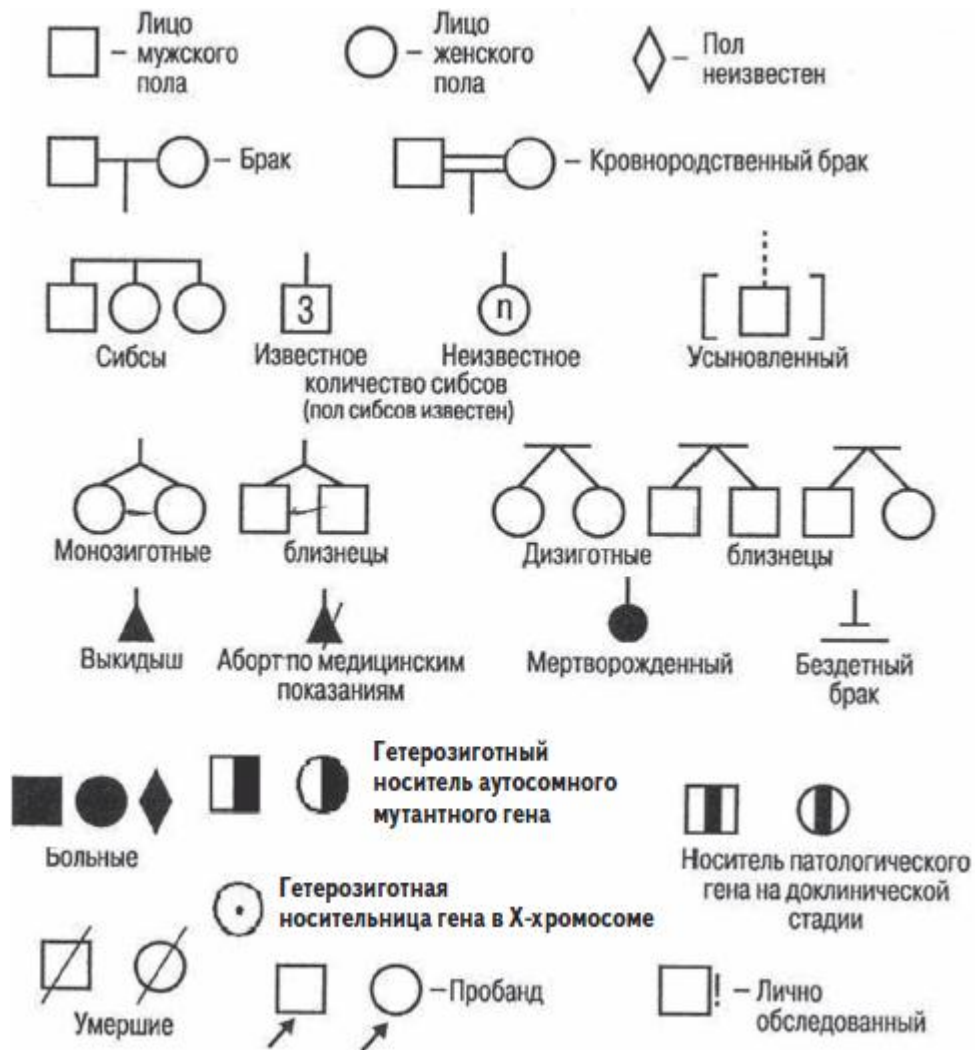 Лицо
– мужского
пола
Лицо
– женского
пола
– Пол
неизвестен
– Брак
– Кровнородственный брак
3
n
Сибсы
Известное
Неизвестное
количество сибсов
(пол сибсов известен)
Усыновленный
Монозиготные
близнецы
Дизиготные
близнецы
Выкидыш
Аборт по медицинским
показаниям
Мертворожденный
Бездетный
брак
Гетерозиготный
носитель аутосомного
мутантного гена
Больные
Носитель патологического
гена на доклинической
стадии
Гетерозиготная
носительница гена в Х-хромосоме
Умершие
–Пробанд
! – Лично
обследованный